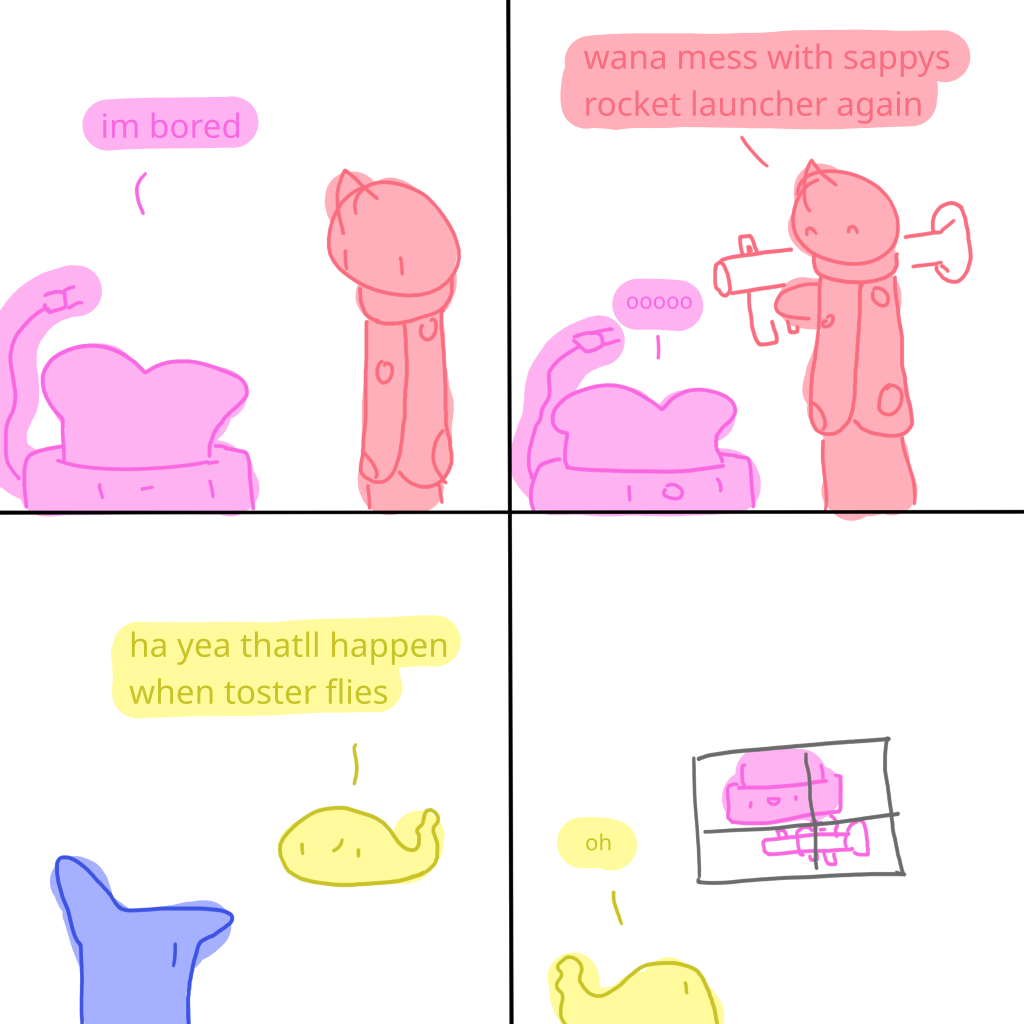 im bored
wana mess with sappys
rocket launcher again
ooooo
ha yea thatll happen
when toster flies
oh